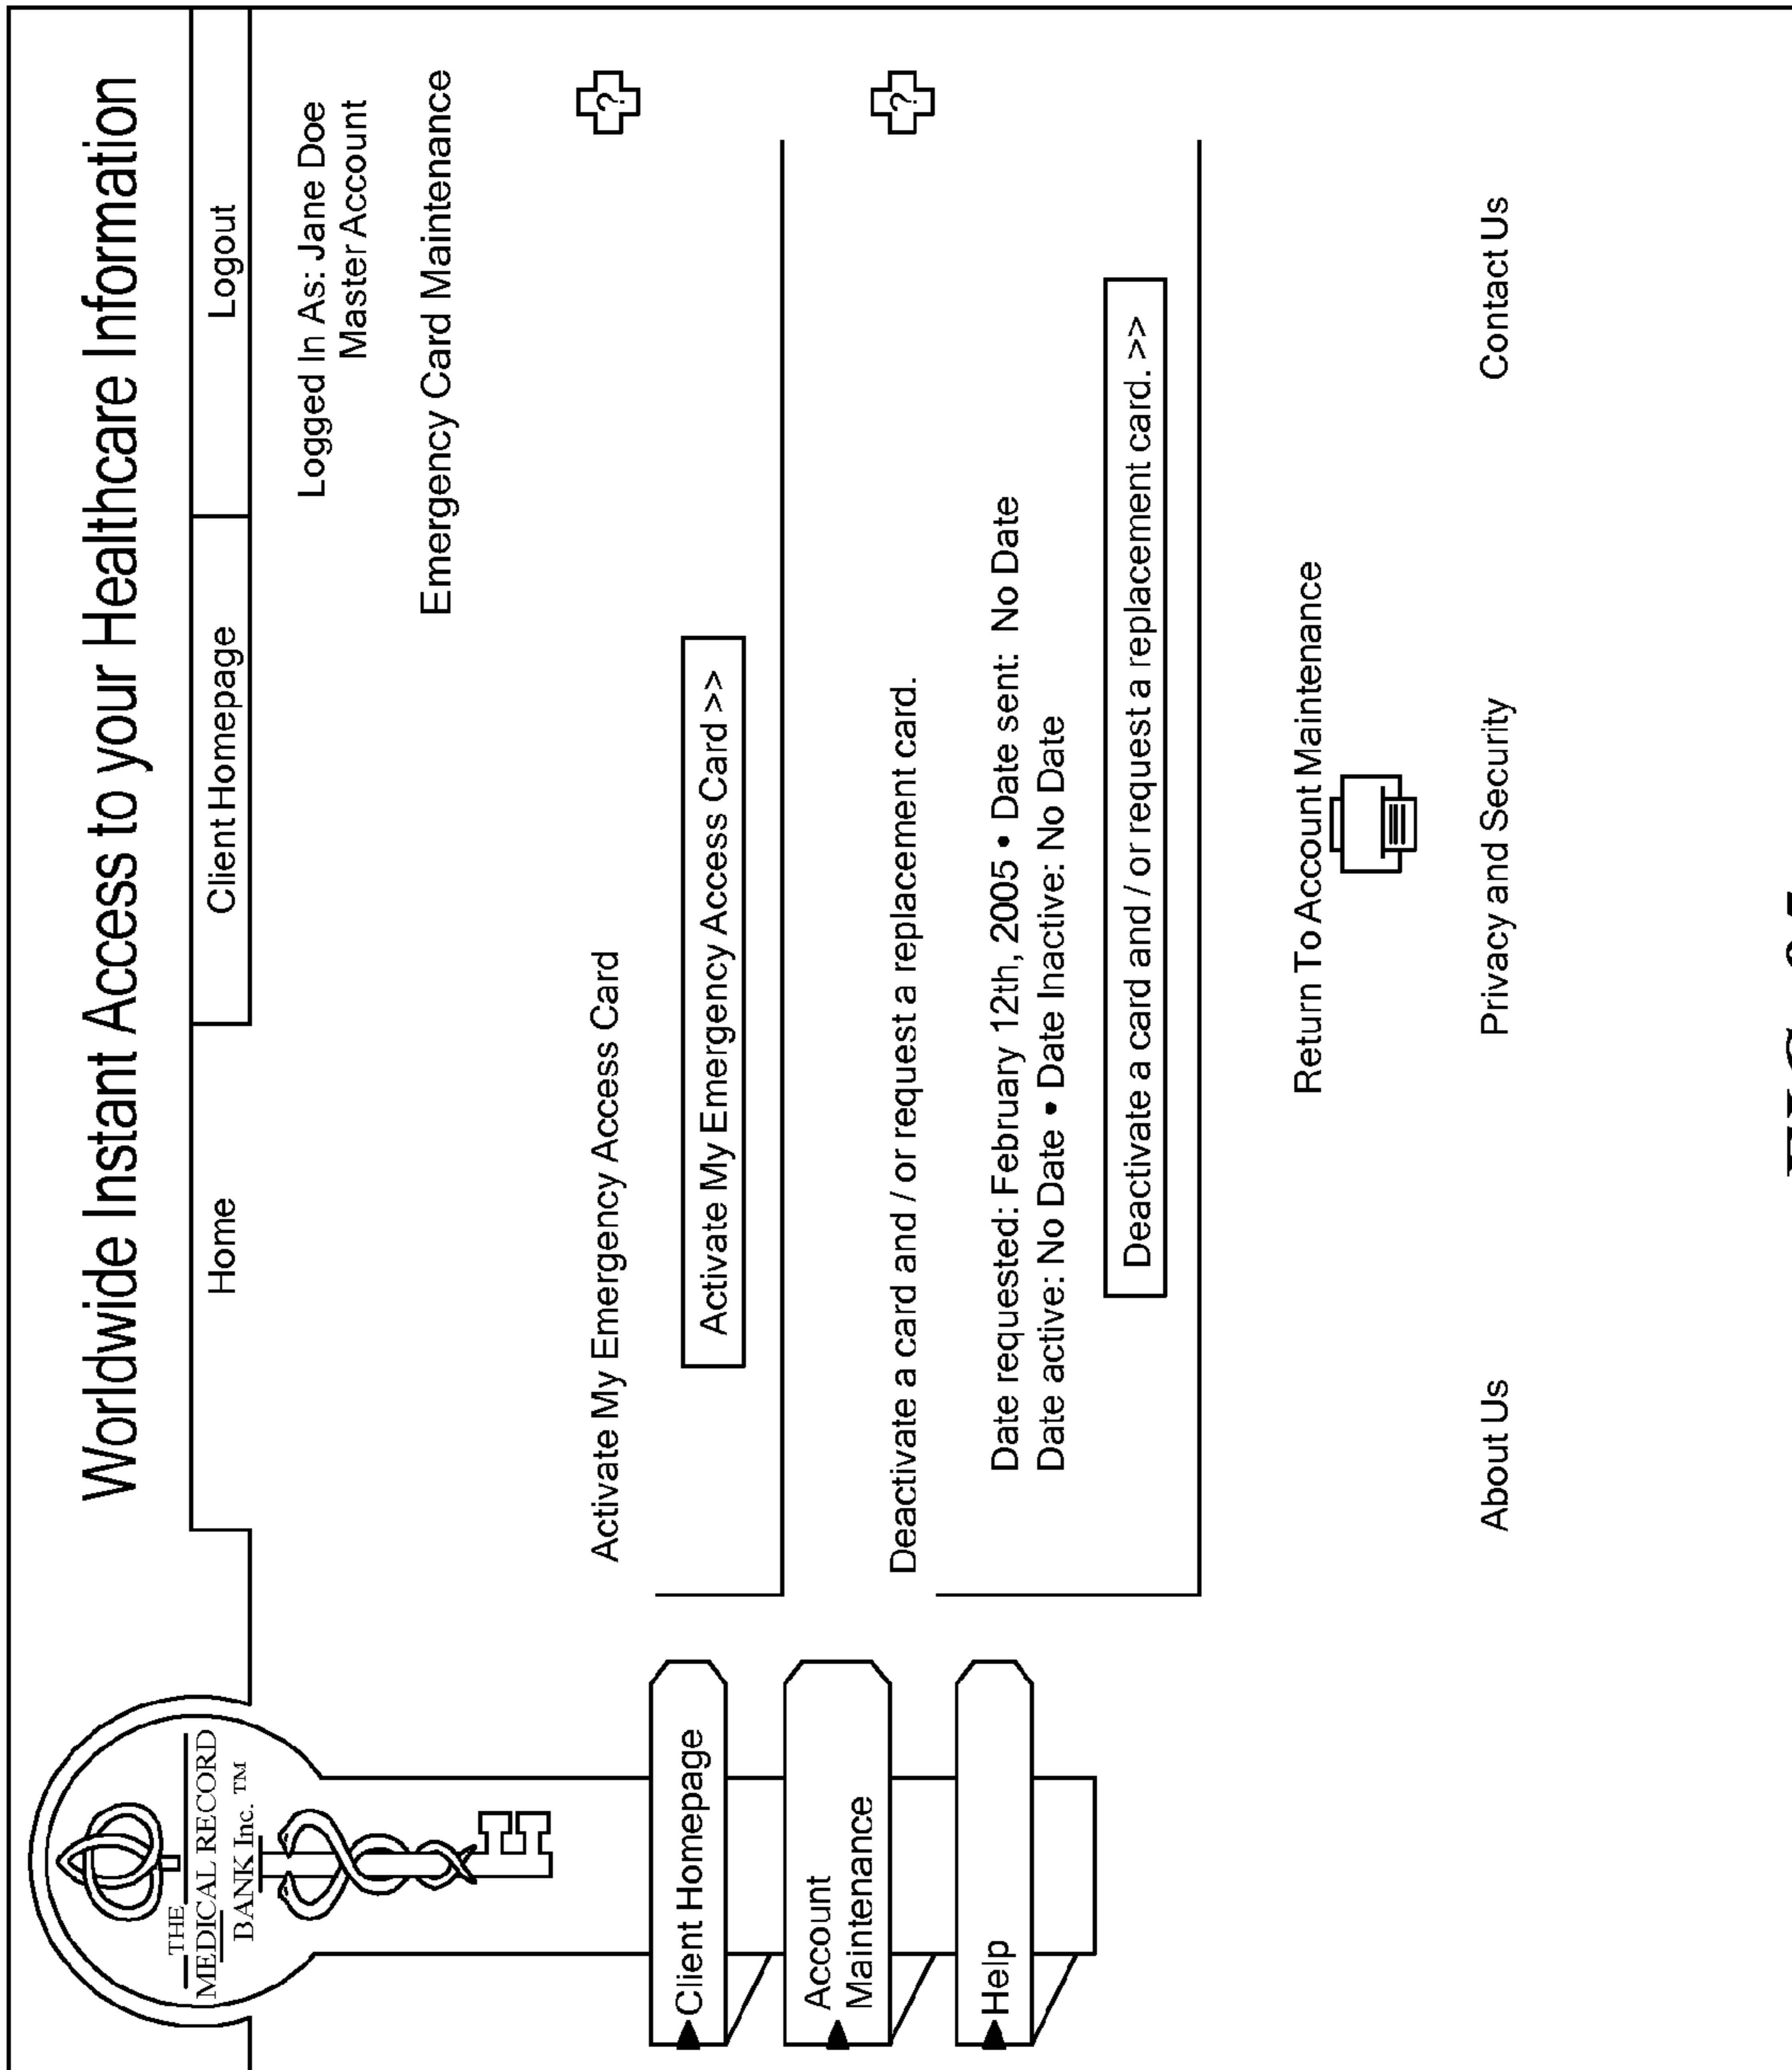 Worldwide Instant Access to your Healthcare Information
THE
MEDICAL RECORD
BANK Inc. ™
Home
Client Homepage
Logout
Logged In As: Jane Doe
Master Account
Emergency Card Maintenance
Client Homepage
Account
Maintenance
Help
Activate My Emergency Access Card
?
Activate My Emergency Access Card >>
Deactivate a card and / or request a replacement card.
?
Date requested: February 12th, 2005 • Date sent: No Date
Date active: No Date • Date Inactive: No Date
Deactivate a card and / or request a replacement card. >>
Return To Account Maintenance
About Us
Privacy and Security
Contact Us